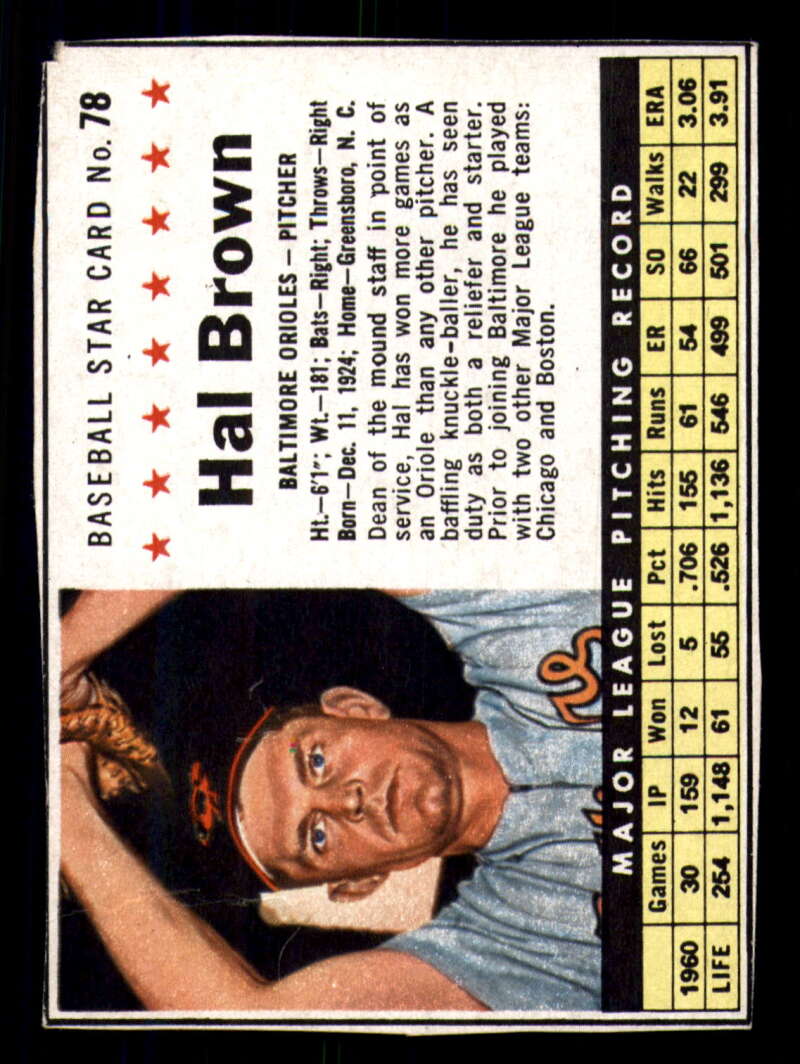 BASEBALL STAR CARD No. 78
Hal Brown
BALTIMORE ORIOLES – PITCHER
Ht.—6'1"; Wt.—181; Bats—Right; Throws—Right
Born—Dec. 11, 1924; Home—Greensboro, N. C.
Dean of the mound staff in point of
service, Hal has won more games as
an Oriole than any other pitcher. A
baffling knuckle-baller, he has seen
duty as both a reliefer and starter.
Prior to joining Baltimore he played
with two other Major League teams:
Chicago and Boston.
MAJOR LEAGUE PITCHING RECORD
Games IP Won Lost Pct Hits Runs ER SO Walks ERA
1960 30 159 12 5 .706 155 61 54 66 22 3.06
LIFE 254 1,148 61 55 .526 1,136 546 499 501 299 3.91